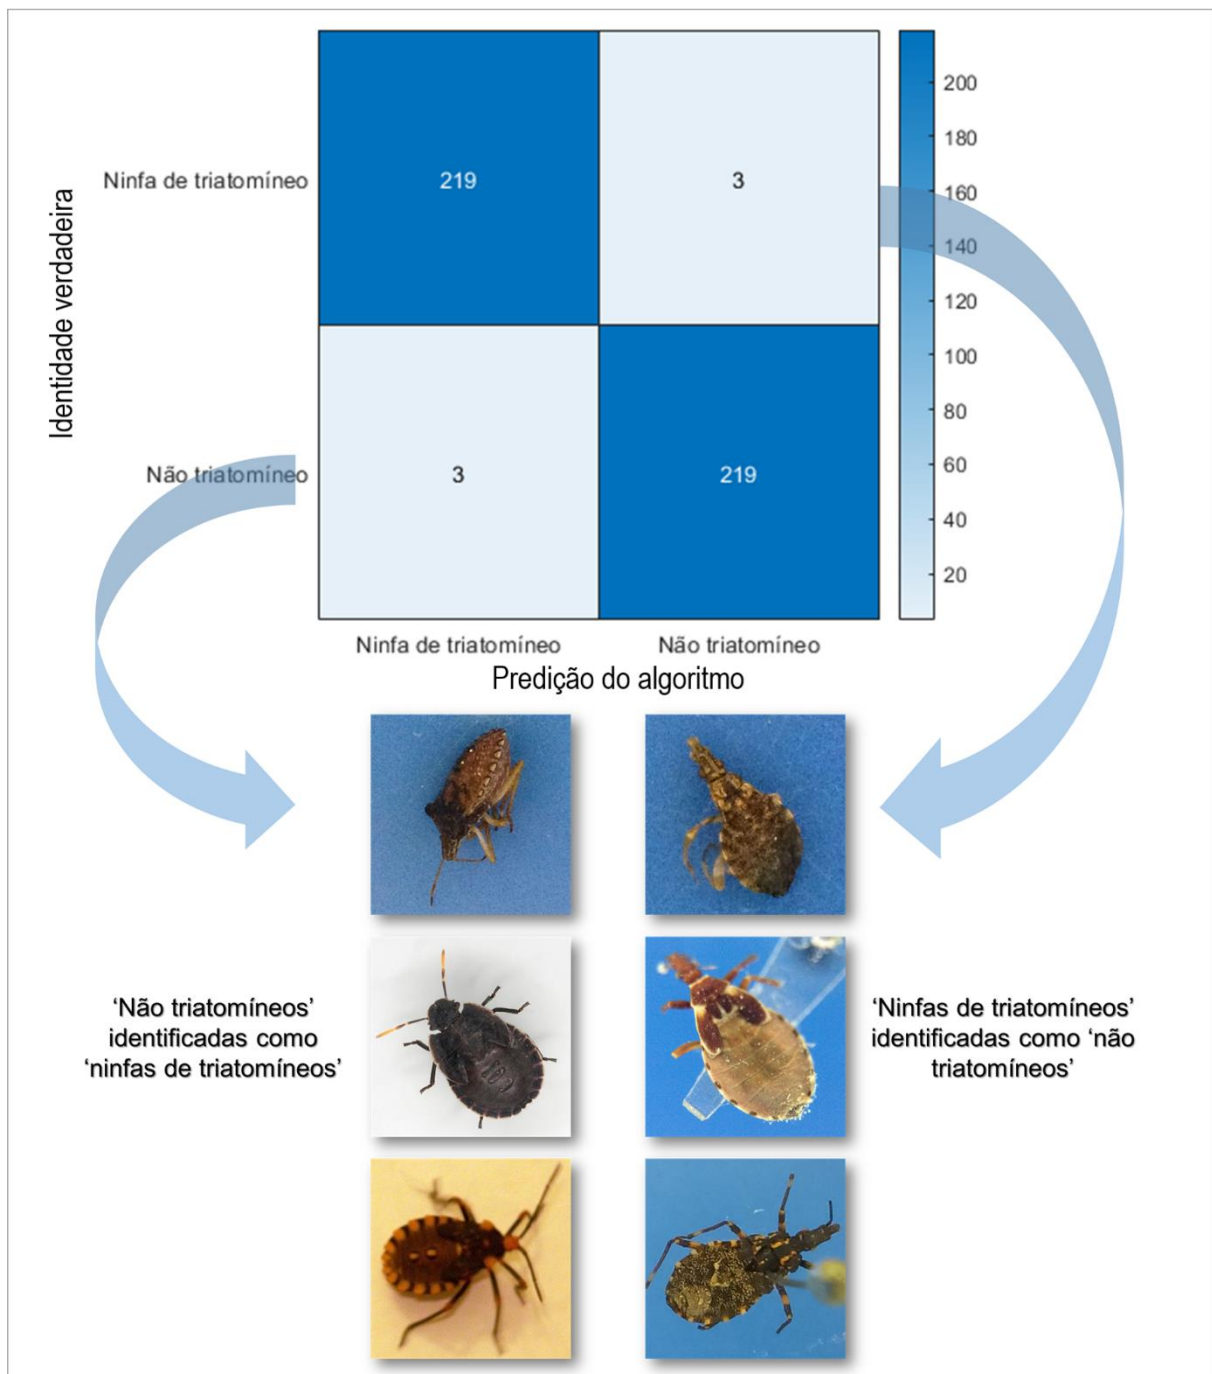 200
180
Ninfa de triatomíneo
219
3
160
Identidade verdadeira
140
120
100
80
Não triatomíneo
3
219
60
40
20
Ninfa de triatomíneo
Não triatomíneo
Predição do algoritmo
‘Não triatomíneos’
identificadas como
‘ninfas de triatomíneos’
‘Ninfas de triatomíneos’
identificadas como ‘não
triatomíneos’